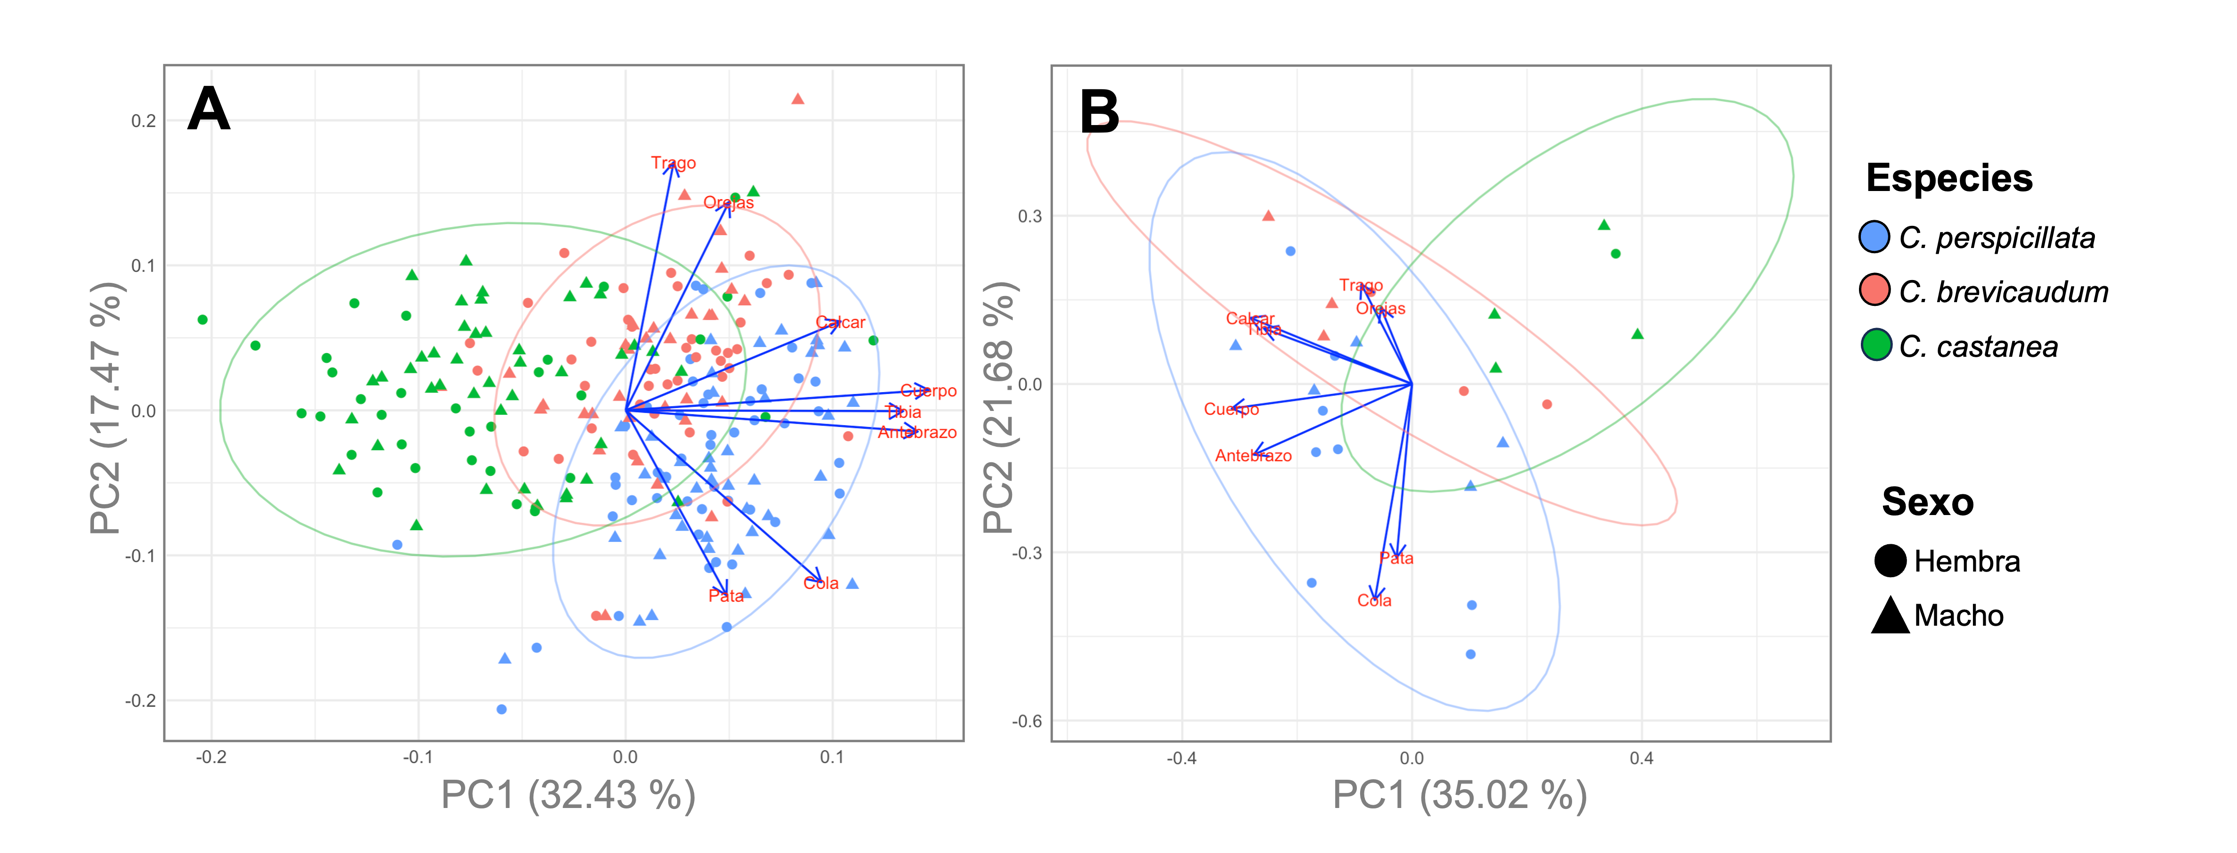 A
PC2 (17.47 %)
0.2
0.1
0.0
-0.1
-0.2
Trago
Orejas
Calcar
Cuerpo
Tibia
Antebrazo
Cola
Pata
-0.2
-0.1
0.0
0.1
PC1 (32.43 %)
B
PC2 (21.68 %)
0.3
0.0
-0.3
-0.6
Trago
Orejas
Calcar
Tibia
Cuerpo
Antebrazo
Pata
Cola
-0.4
0.0
0.4
PC1 (35.02 %)
Especies
C. perspicillata
C. brevicaudum
C. castanea
Sexo
Hembra
Macho